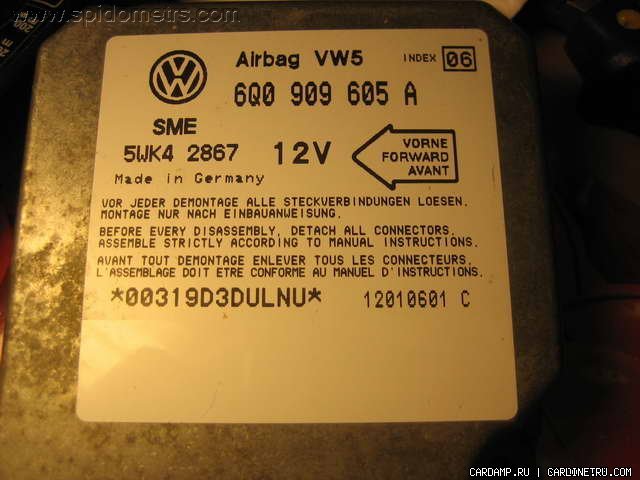 www.spidometrs.com
Airbag VW5 INDEX 06
6Q0 909 605 A
SME
5WK4 2867 12V
VORNE
FORWARD
AVANT
Made in Germany
VOR JEDER DEMONTAGE ALLE STECKVERBINDUNGEN LOESEN.
MONTAGE NUR NACH EINBAUANWEISUNG.
BEFORE EVERY DISASSEMBLY, DETACH ALL CONNECTORS.
ASSEMBLE STRICTLY ACCORDING TO MANUAL INSTRUCTIONS.
AVANT TOUT DEMONTAGE ENLEVER TOUS LES CONNECTEURS.
L'ASSEMBLAGE DOIT ETRE CONFORME AU MANUEL D'INSTRUCTIONS.
*00319D3DULNU* 12010601 C
CARDAMP.RU | CARDINETRU.COM